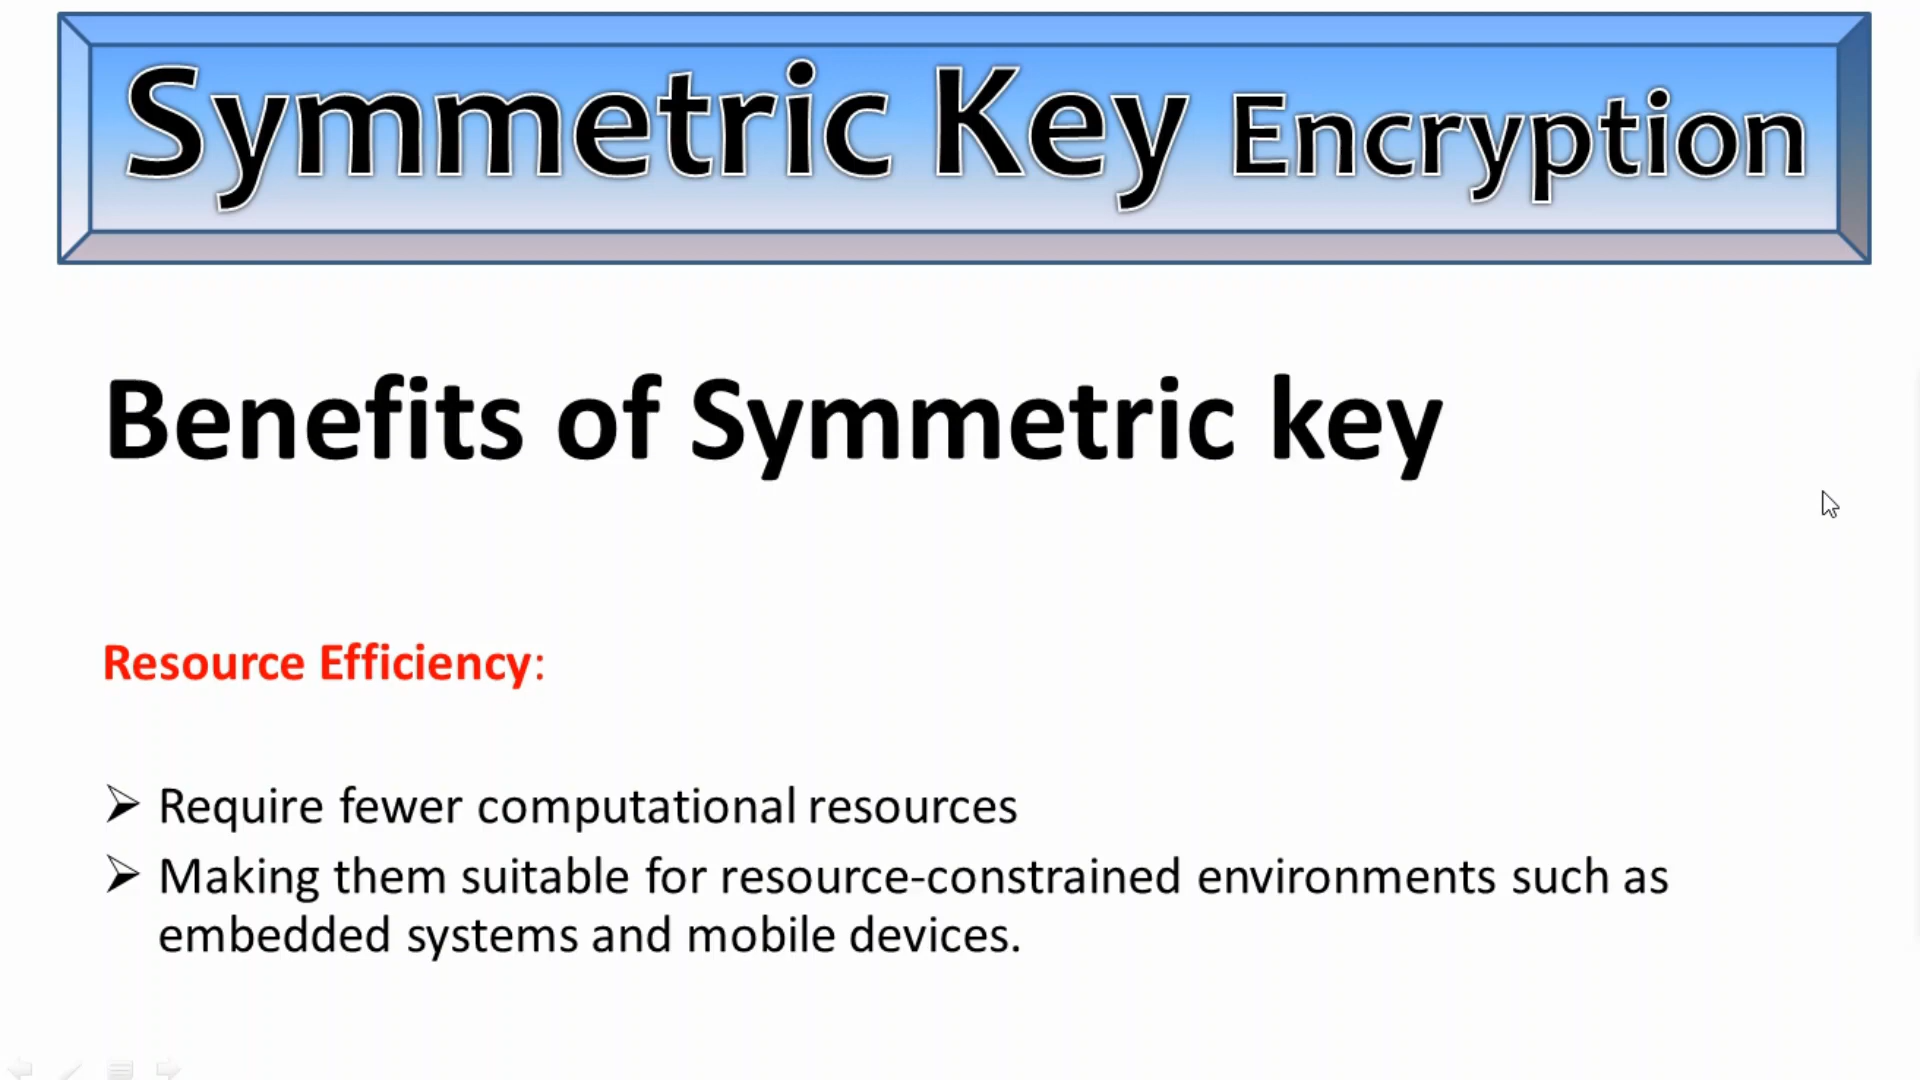 Symmetric Key Encryption
Benefits of Symmetric key
Resource Efficiency:
Require fewer computational resources
Making them suitable for resource-constrained environments such as
embedded systems and mobile devices.